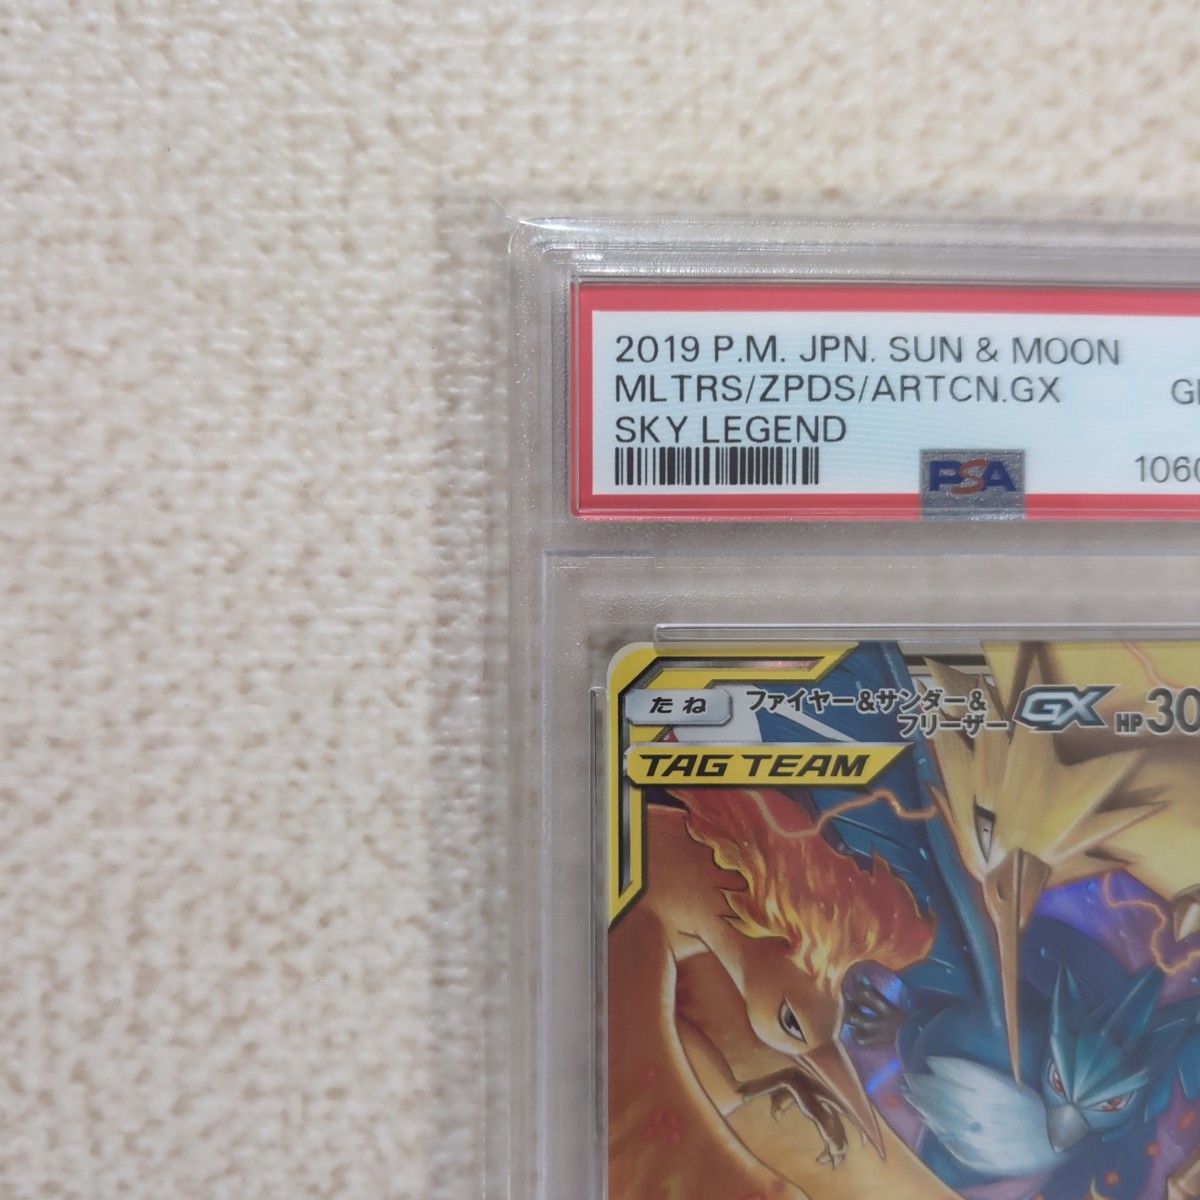 2019 P.M. JPN. SUN & MOON
MLTRS/ZPDS/ARTCN.GX
SKY LEGEND
PSA
たね
ファイヤー&サンダー&
フリーザー GX HP 30
TAG TEAM